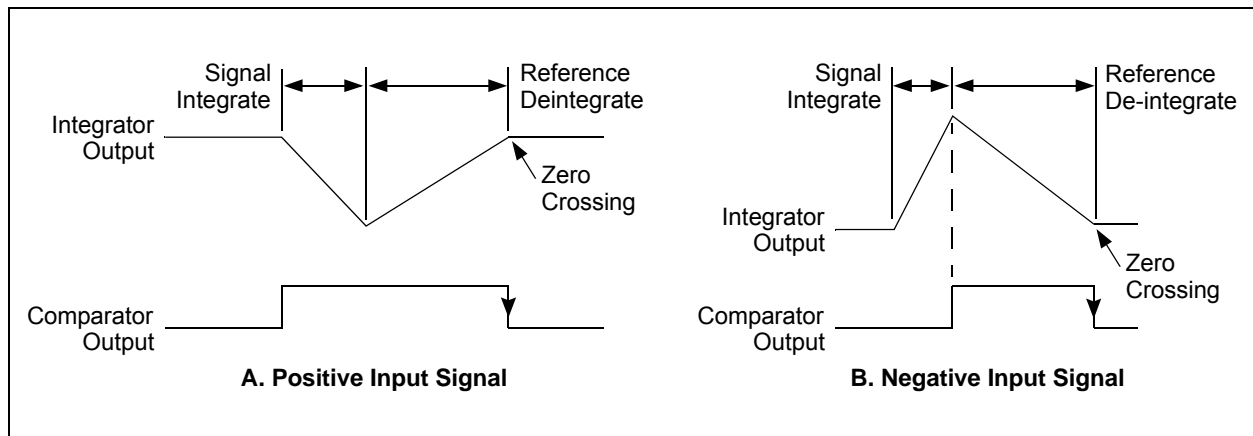 Signal
Integrate
Reference
Deintegrate
Integrator
Output
Zero
Crossing
Comparator
Output
A. Positive Input Signal
Signal
Integrate
Reference
De-integrate
Integrator
Output
Zero
Crossing
Comparator
Output
B. Negative Input Signal